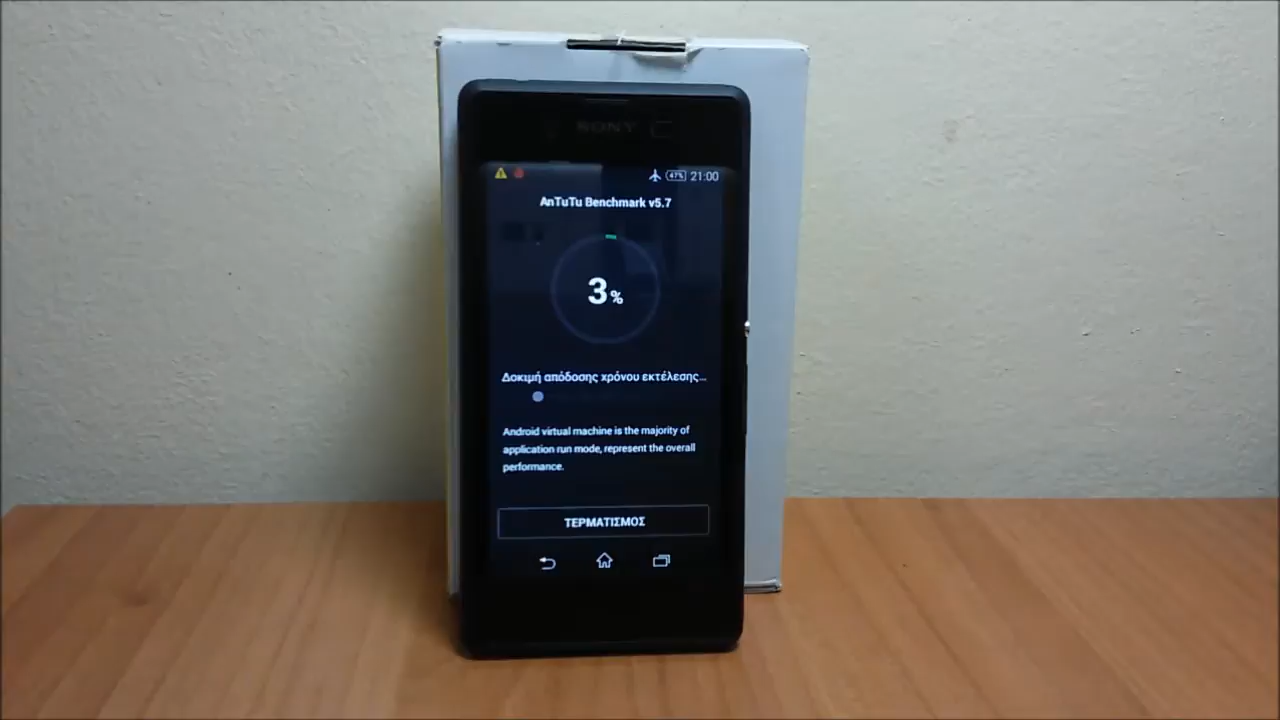 SONY
47% 21:00
AnTuTu Benchmark v5.7
3%
Δοκιμή απόδοσης χρόνου εκτέλεσης...
Android virtual machine is the majority of
application run mode, represent the overall
performance.
ΤΕΡΜΑΤΙΣΜΟΣ